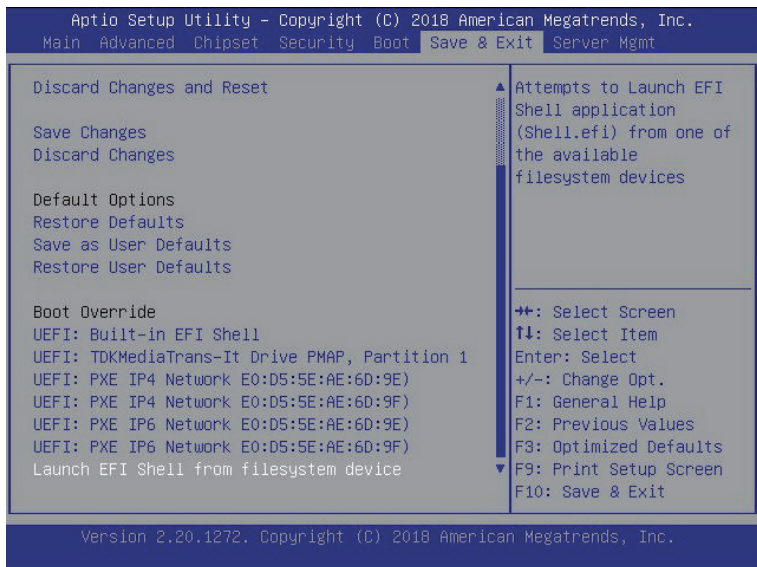 Aptio Setup Utility – Copyright (C) 2018 American Megatrends, Inc.
Main Advanced Chipset Security Boot Save & Exit Server Mgmt
Discard Changes and Reset
Save Changes
Discard Changes
Default Options
Restore Defaults
Save as User Defaults
Restore User Defaults
Boot Override
UEFI: Built-in EFI Shell
UEFI: TDKMediaTrans-It Drive PMAP, Partition 1
UEFI: PXE IP4 Network E0:D5:5E:AE:6D:9E)
UEFI: PXE IP4 Network E0:D5:5E:AE:6D:9F)
UEFI: PXE IP6 Network E0:D5:5E:AE:6D:9E)
UEFI: PXE IP6 Network E0:D5:5E:AE:6D:9F)
Launch EFI Shell from filesystem device
Attempts to Launch EFI
Shell application
(Shell.efi) from one of
the available
filesystem devices
→←: Select Screen
↑↓: Select Item
Enter: Select
+/-: Change Opt.
F1: General Help
F2: Previous Values
F3: Optimized Defaults
F9: Print Setup Screen
F10: Save & Exit
Version 2.20.1272. Copyright (C) 2018 American Megatrends, Inc.